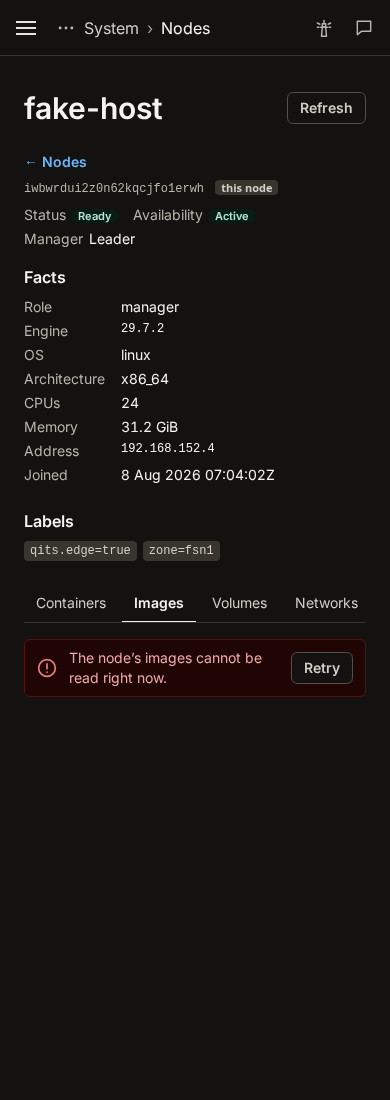 System › Nodes
fake-host
Refresh
← Nodes
iwbwrdui2z0n62kqcjfo1erwh this node
Status Ready Availability Active
Manager Leader
Facts
Role manager
Engine 29.7.2
OS linux
Architecture x86_64
CPUs 24
Memory 31.2 GiB
Address 192.168.152.4
Joined 8 Aug 2026 07:04:02Z
Labels
qits.edge=true zone=fsn1
Containers Images Volumes Networks
The node’s images cannot be
read right now.
Retry